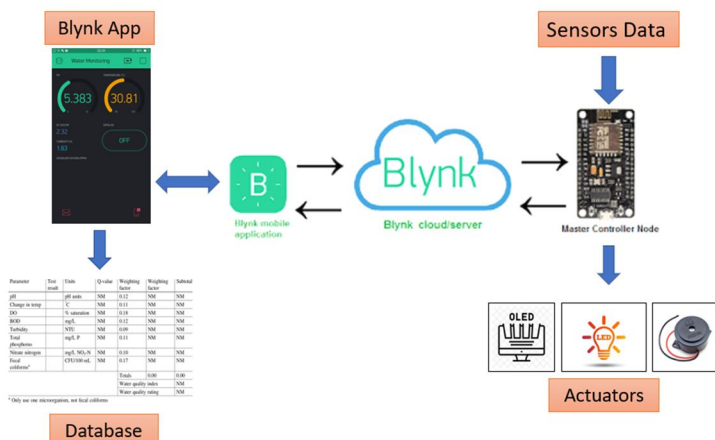 Blynk App
Sensors Data
Water Monitoring
5.383
30.81
2.32
1.63
OFF
B
Blynk mobile
application
Blynk
Blynk cloud/server
Master Controller Node
Parameter Test result Units Q-value Weighting factor Weighting factor Subtotal
pH pH units NM 0.12 NM NM
Change in temp °C NM 0.11 NM NM
DO % saturation NM 0.18 NM NM
BOD mg/L NM 0.12 NM NM
Turbidity NTU NM 0.09 NM NM
Total phosphorus mg/L P NM 0.11 NM NM
Nitrate nitrogen mg/L NO₃-N NM 0.10 NM NM
Fecal coliforms* CFU/100 mL NM 0.17 NM NM
Totals 0.00 0.00
Water quality index NM
Water quality rating NM
* Only use one microorganism, not fecal coliforms
OLED
LED
Actuators
Database